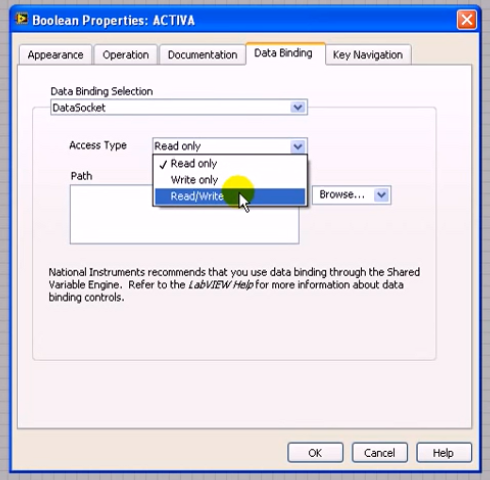 Boolean Properties: ACTIVA
Appearance Operation Documentation Data Binding Key Navigation
Data Binding Selection
DataSocket
Access Type Read only
✓ Read only
Write only
Read/Write
Path
Browse...
National Instruments recommends that you use data binding through the Shared
Variable Engine. Refer to the LabVIEW Help for more information about data
binding controls.
OK Cancel Help